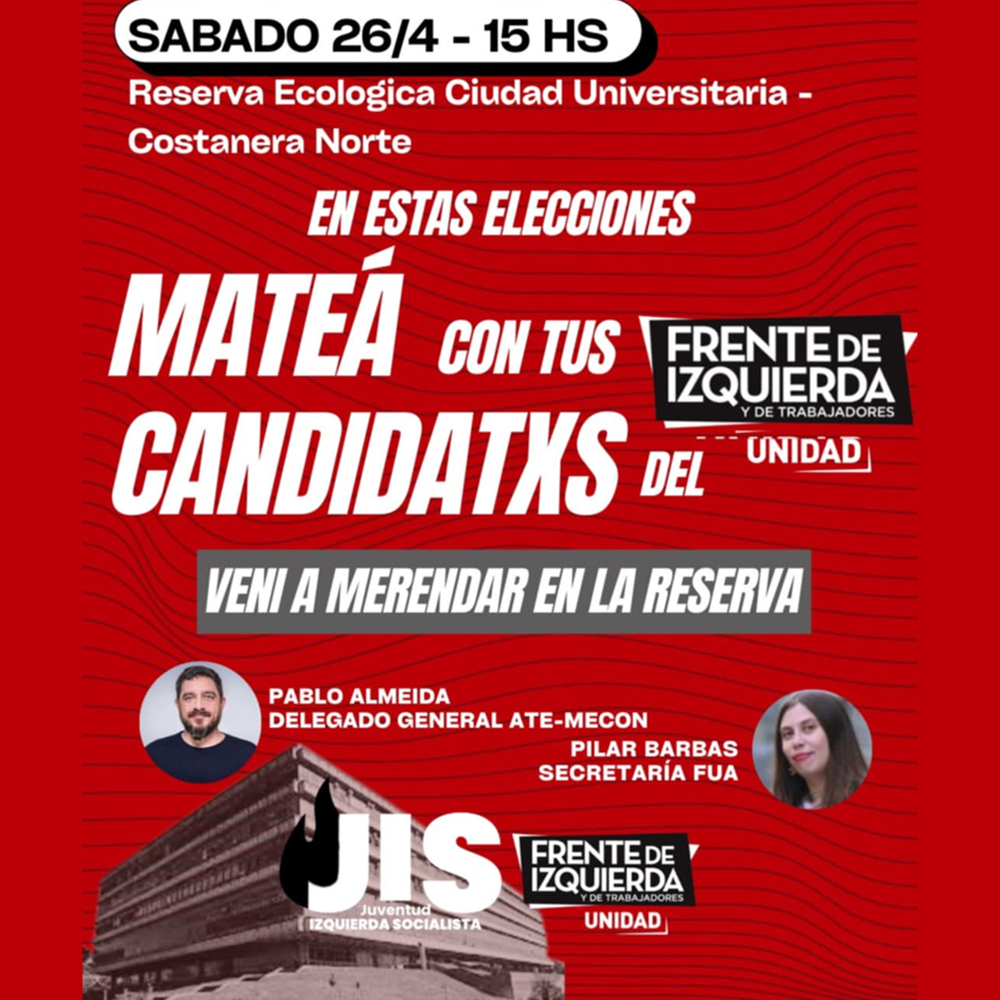 SABADO 26/4 - 15 HS
Reserva Ecologica Ciudad Universitaria -
Costanera Norte
EN ESTAS ELECCIONES
MATEÁ CON TUS
CANDIDATXS DEL
FRENTE DE
IZQUIERDA
Y DE TRABAJADORES
UNIDAD
VENI A MERENDAR EN LA RESERVA
PABLO ALMEIDA
DELEGADO GENERAL ATE-MECON
PILAR BARBAS
SECRETARÍA FUA
JIS
Juventud
IZQUIERDA SOCIALISTA
FRENTE DE
IZQUIERDA
Y DE TRABAJADORES
UNIDAD